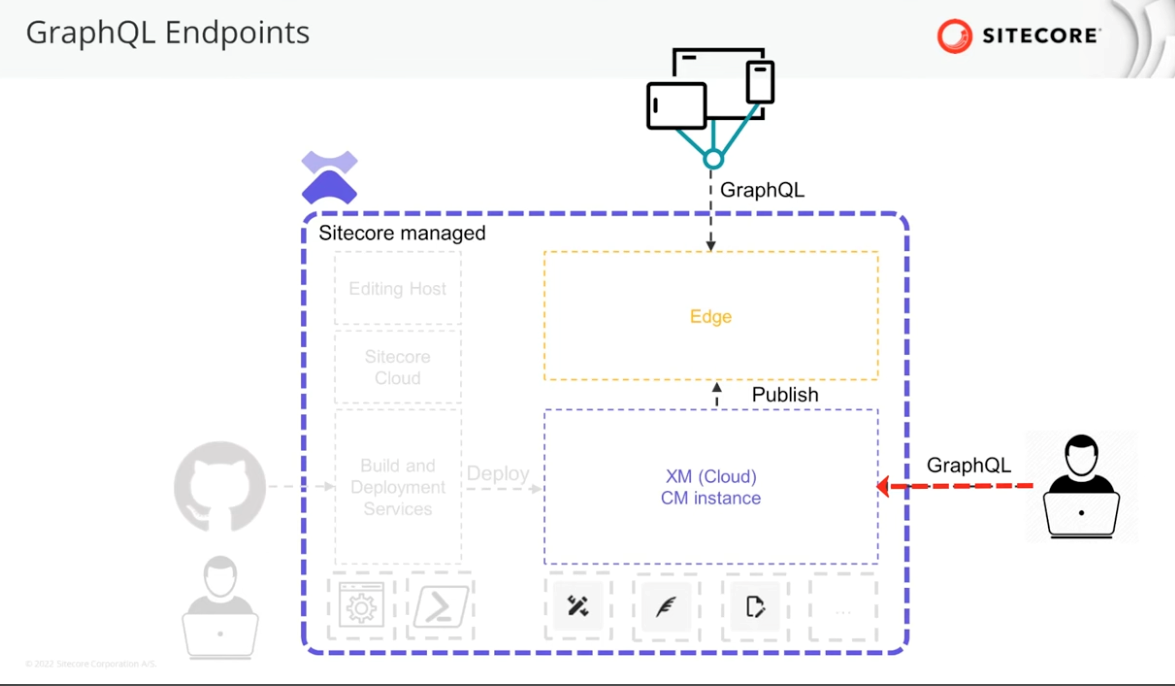 GraphQL Endpoints
SITECORE
GraphQL
Sitecore managed
Editing Host
Edge
Sitecore
Cloud
Publish
Build and
Deployment
Services
Deploy
XM (Cloud)
CM instance
GraphQL
...
© 2022 Sitecore Corporation A/S.